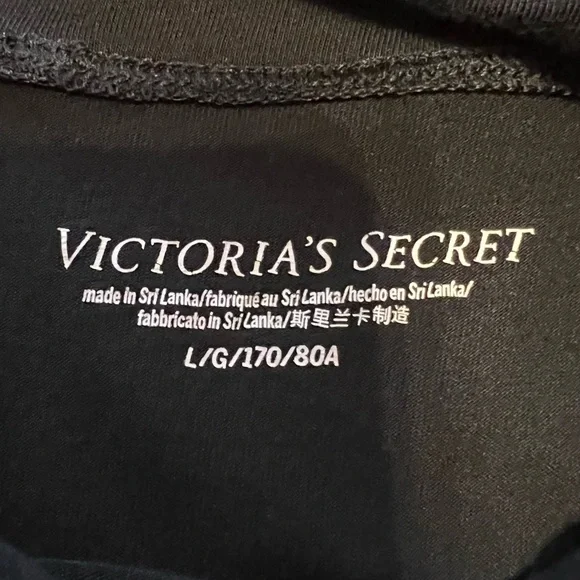 VICTORIA'S SECRET
made in Sri Lanka/fabriqué au Sri Lanka/hecho en Sri Lanka/
fabbricato in Sri Lanka/斯里兰卡制造
L/G/170/80A